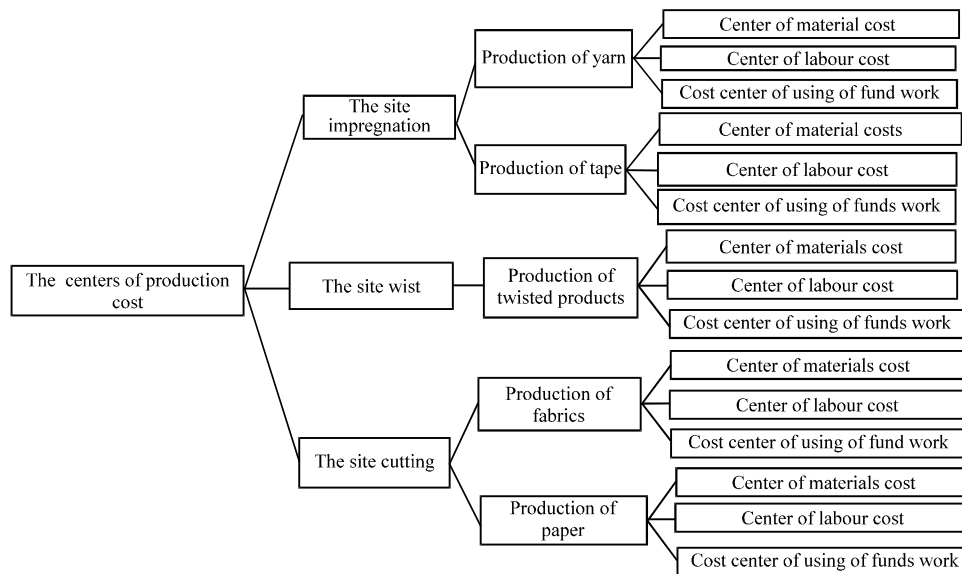 The centers of production
cost
The site
impregnation
Production of yarn
Center of material cost
Center of labour cost
Cost center of using of fund work
Production of tape
Center of material costs
Center of labour cost
Cost center of using of funds work
The site wist
Production of
twisted products
Center of materials cost
Center of labour cost
Cost center of using of funds work
The site cutting
Production of
fabrics
Center of materials cost
Center of labour cost
Cost center of using of fund work
Production of
paper
Center of materials cost
Center of labour cost
Cost center of using of funds work